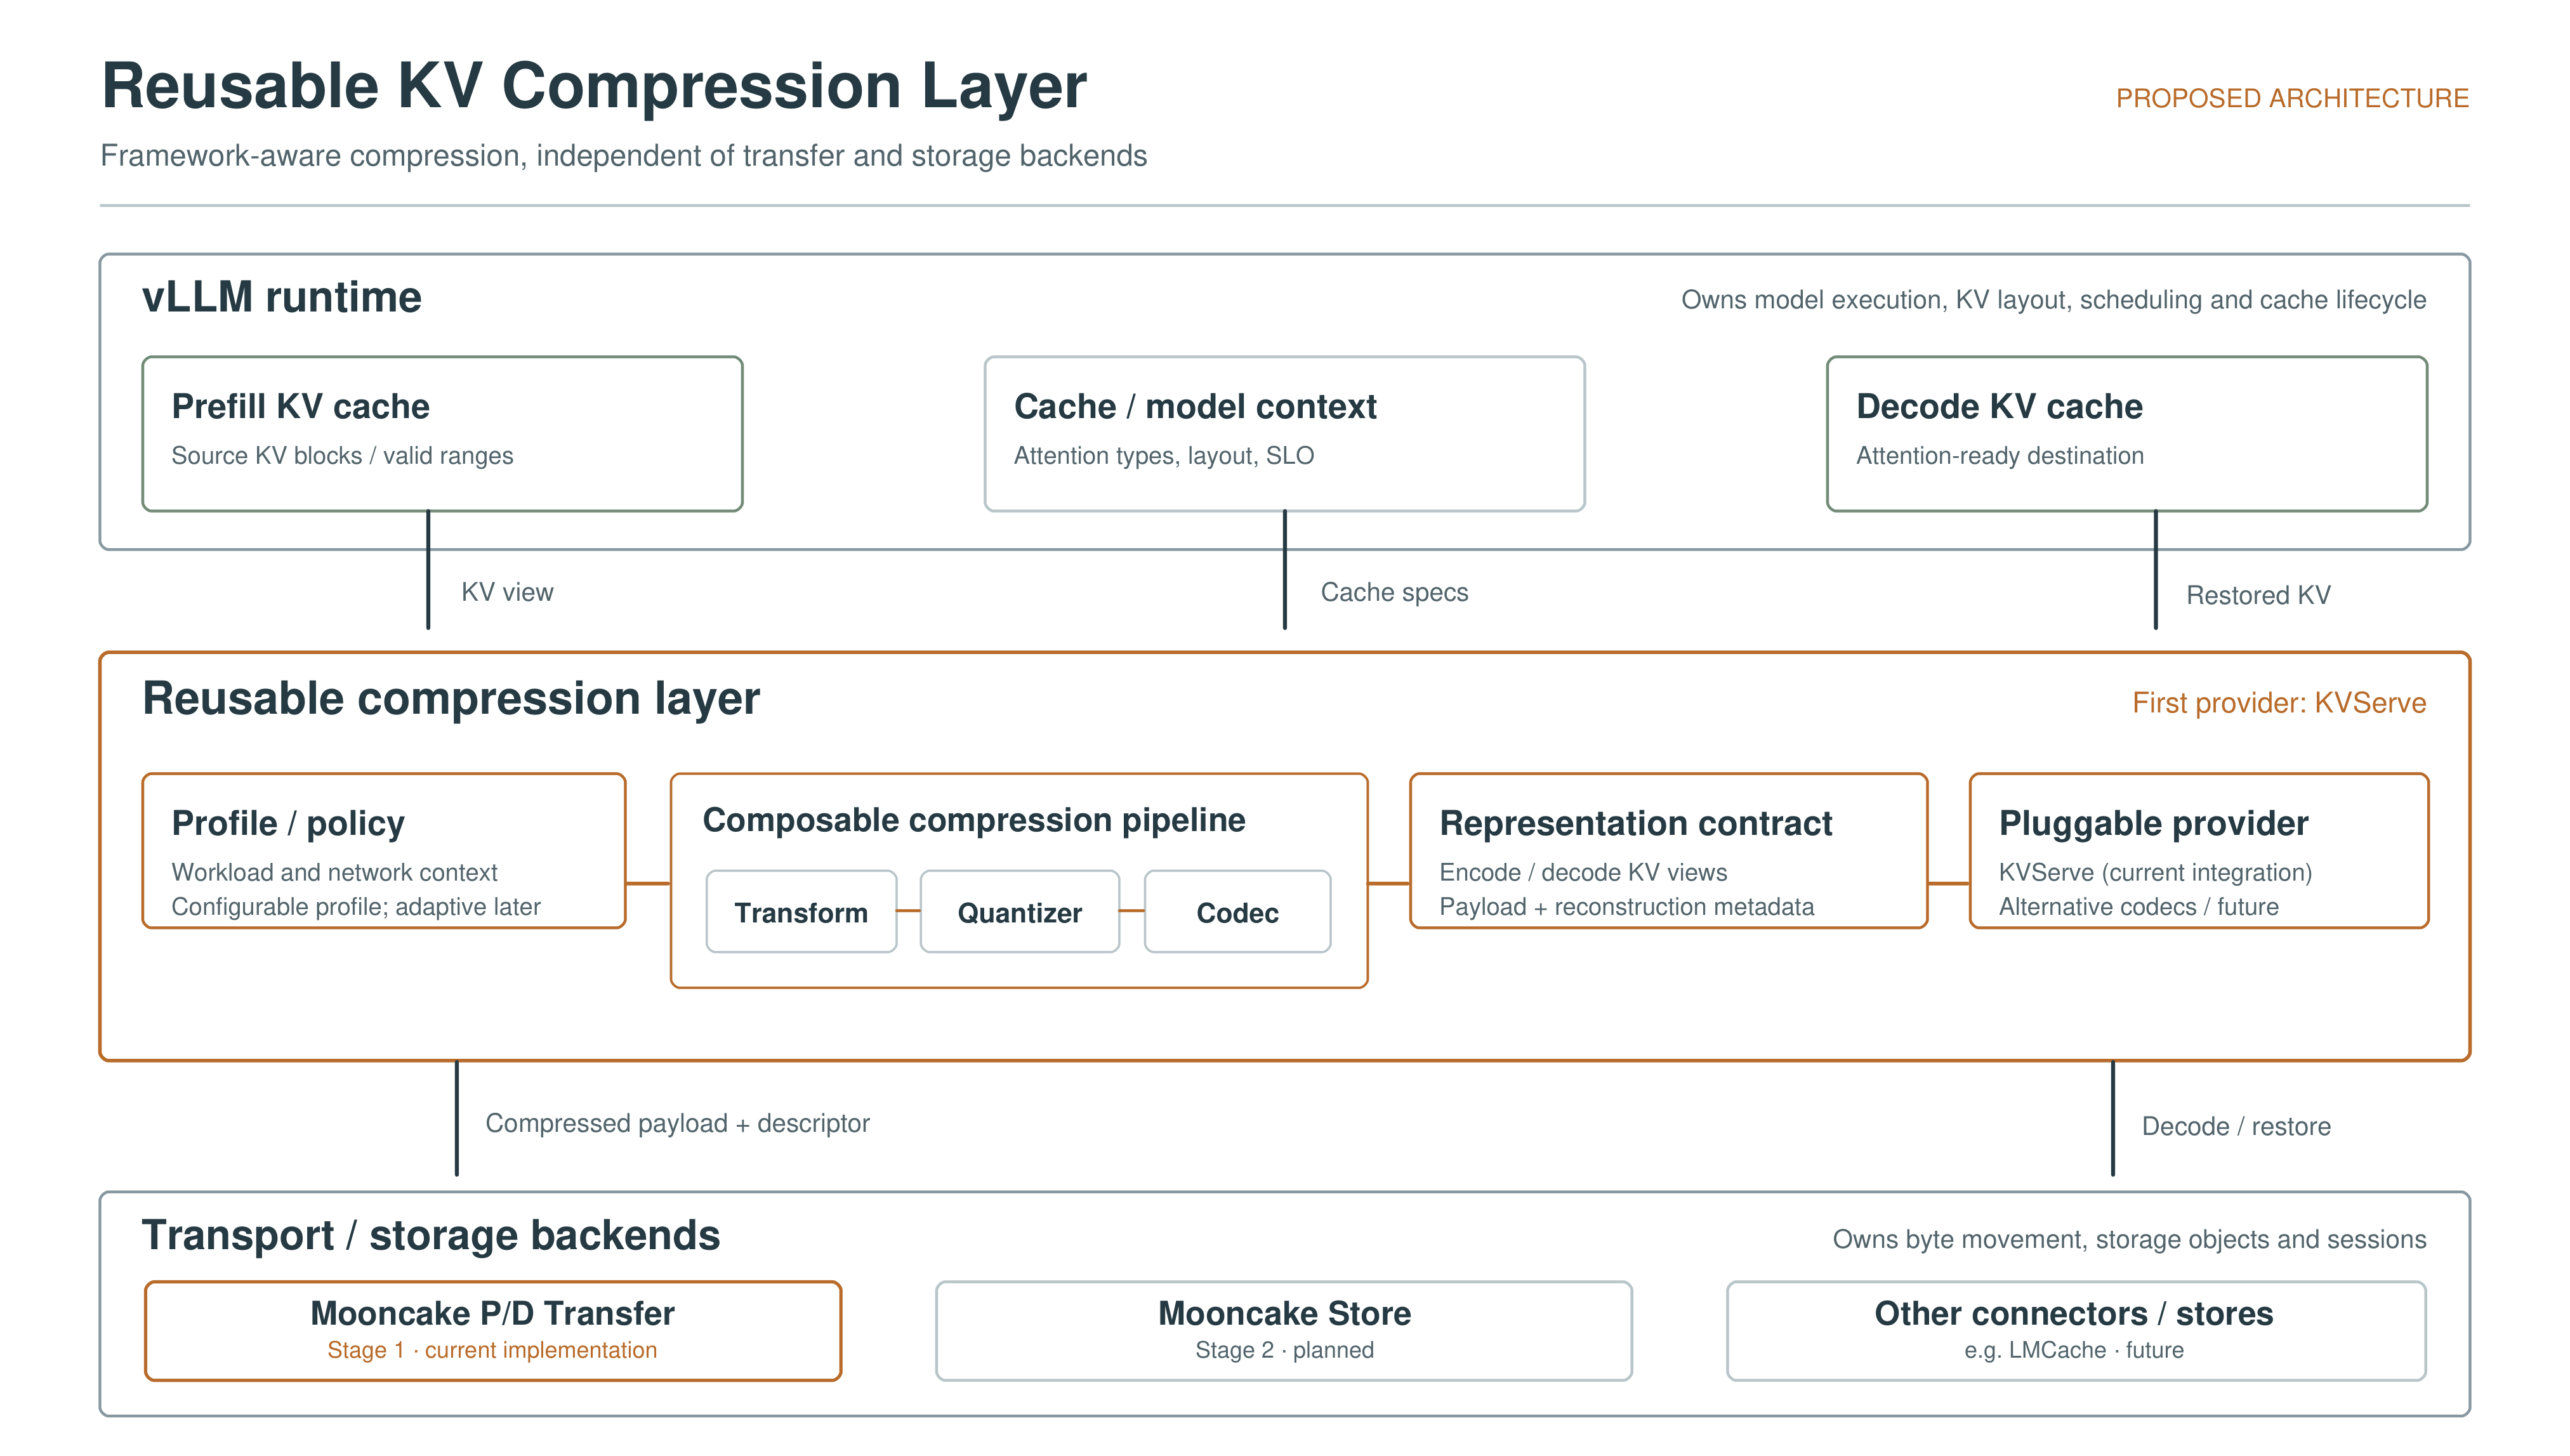 Reusable KV Compression Layer
PROPOSED ARCHITECTURE
Framework-aware compression, independent of transfer and storage backends
vLLM runtime
Owns model execution, KV layout, scheduling and cache lifecycle
Prefill KV cache
Source KV blocks / valid ranges
Cache / model context
Attention types, layout, SLO
Decode KV cache
Attention-ready destination
KV view
Cache specs
Restored KV
Reusable compression layer
First provider: KVServe
Profile / policy
Workload and network context
Configurable profile; adaptive later
Composable compression pipeline
Transform
Quantizer
Codec
Representation contract
Encode / decode KV views
Payload + reconstruction metadata
Pluggable provider
KVServe (current integration)
Alternative codecs / future
Compressed payload + descriptor
Decode / restore
Transport / storage backends
Owns byte movement, storage objects and sessions
Mooncake P/D Transfer
Stage 1 · current implementation
Mooncake Store
Stage 2 · planned
Other connectors / stores
e.g. LMCache · future